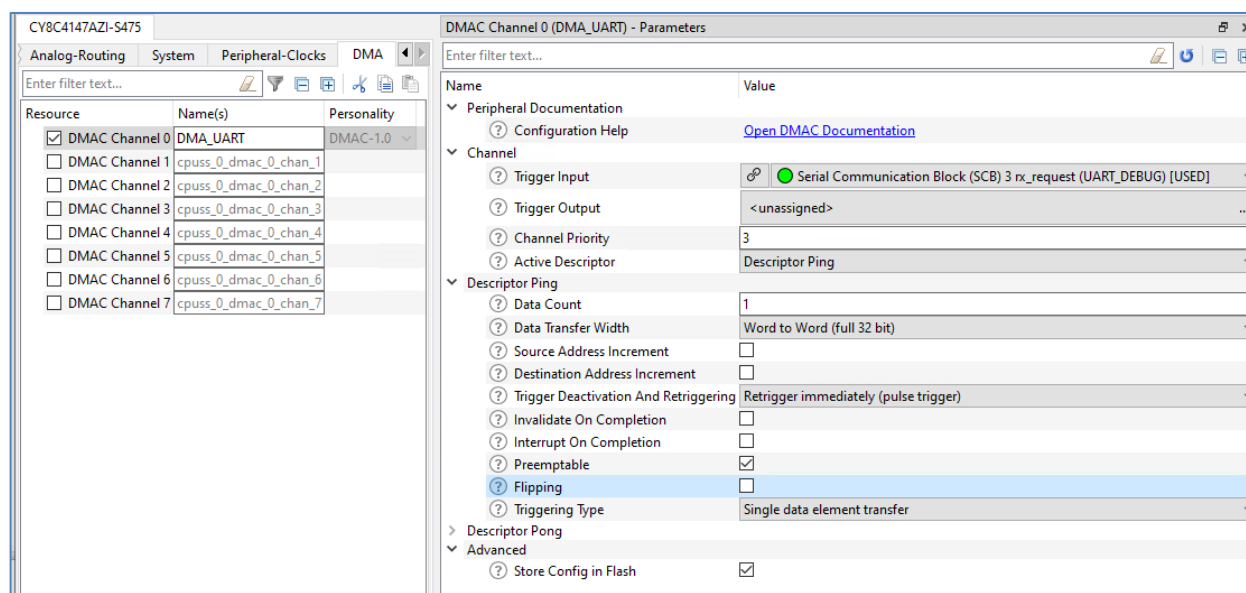 CY8C4147AZI-S475
Analog-Routing System Peripheral-Clocks DMA
Enter filter text...
Resource Name(s) Personality
DMAC Channel 0 DMA_UART DMAC-1.0
DMAC Channel 1 cpuss_0_dmac_0_chan_1
DMAC Channel 2 cpuss_0_dmac_0_chan_2
DMAC Channel 3 cpuss_0_dmac_0_chan_3
DMAC Channel 4 cpuss_0_dmac_0_chan_4
DMAC Channel 5 cpuss_0_dmac_0_chan_5
DMAC Channel 6 cpuss_0_dmac_0_chan_6
DMAC Channel 7 cpuss_0_dmac_0_chan_7
DMAC Channel 0 (DMA_UART) - Parameters
Enter filter text...
Name Value
Peripheral Documentation
Configuration Help Open DMAC Documentation
Channel
Trigger Input Serial Communication Block (SCB) 3 rx_request (UART_DEBUG) [USED]
Trigger Output <unassigned> ..
Channel Priority 3
Active Descriptor Descriptor Ping
Descriptor Ping
Data Count 1
Data Transfer Width Word to Word (full 32 bit)
Source Address Increment
Destination Address Increment
Trigger Deactivation And Retriggering Retrigger immediately (pulse trigger)
Invalidate On Completion
Interrupt On Completion
Preemptable
Flipping
Triggering Type Single data element transfer
Descriptor Pong
Advanced
Store Config in Flash